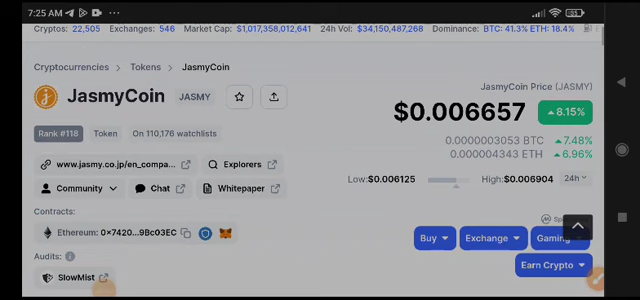 7:25 AM
Cryptos: 22,505 Exchanges: 546 Market Cap: $1,017,358,012,641 24h Vol: $34,150,487,268 Dominance: BTC: 41.3% ETH: 18.4%
Cryptocurrencies > Tokens > JasmyCoin
JasmyCoin JASMY
Rank #118 Token On 110,176 watchlists
www.jasmy.co.jp/en_compa... Explorers
Community Chat Whitepaper
Contracts:
Ethereum: 0x7420...9Bc03EC
Audits:
SlowMist
JasmyCoin Price (JASMY)
$0.006657 8.15%
0.0000003053 BTC 7.48%
0.000004343 ETH 6.96%
Low: $0.006125 High: $0.006904 24h
Buy Exchange Gaming
Earn Crypto